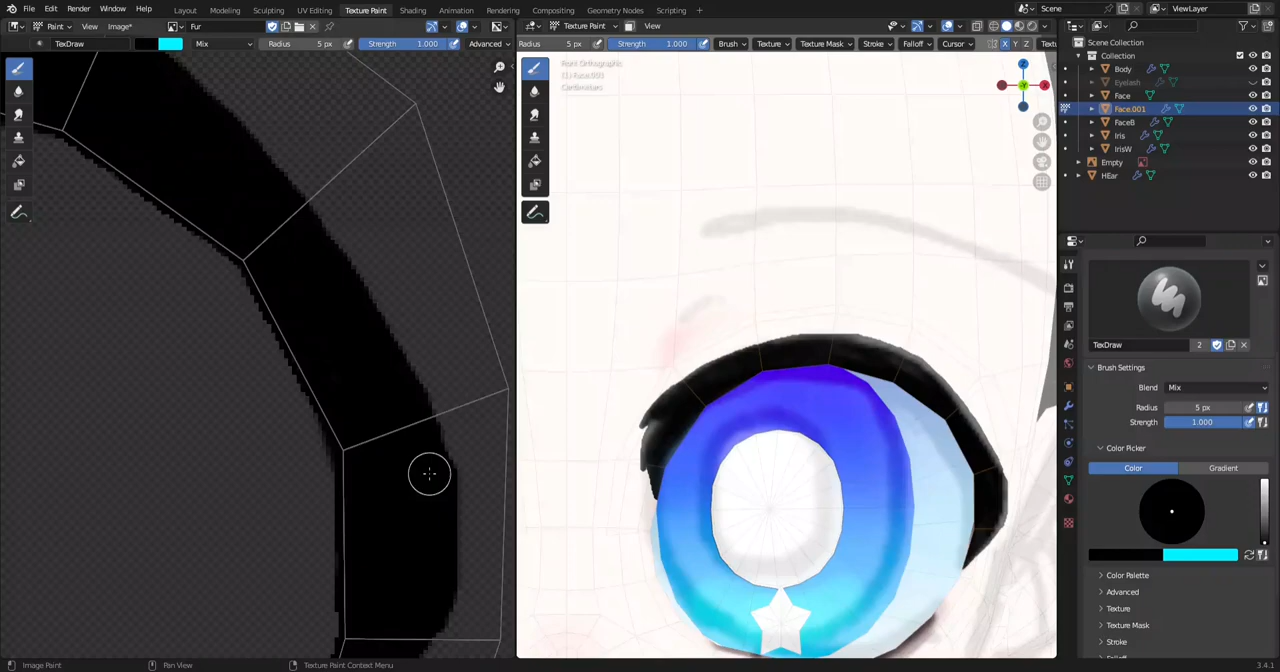 File Edit Render Window Help Layout Modeling Sculpting UV Editing Texture Paint Shading Animation Rendering Compositing Geometry Nodes Scripting + Scene ViewLayer
Paint View Image* Fur Texture Paint View
TexDraw Mix Radius 5 px Strength 1.000 Advanced Radius 5 px Strength 1.000 Brush Texture Texture Mask Stroke Falloff Cursor X Y Z
Front Orthographic
(1) Face.001
Centimeters
Scene Collection
Collection
Body
Eyelash
Face
Face.001
FaceB
Iris
IrisW
Empty
HEar
TexDraw 2
Brush Settings
Blend Mix
Radius 5 px
Strength 1.000
Color Picker
Color Gradient
Color Palette
Advanced
Texture
Texture Mask
Stroke
Image Paint Pan View Texture Paint Context Menu 3.4.1